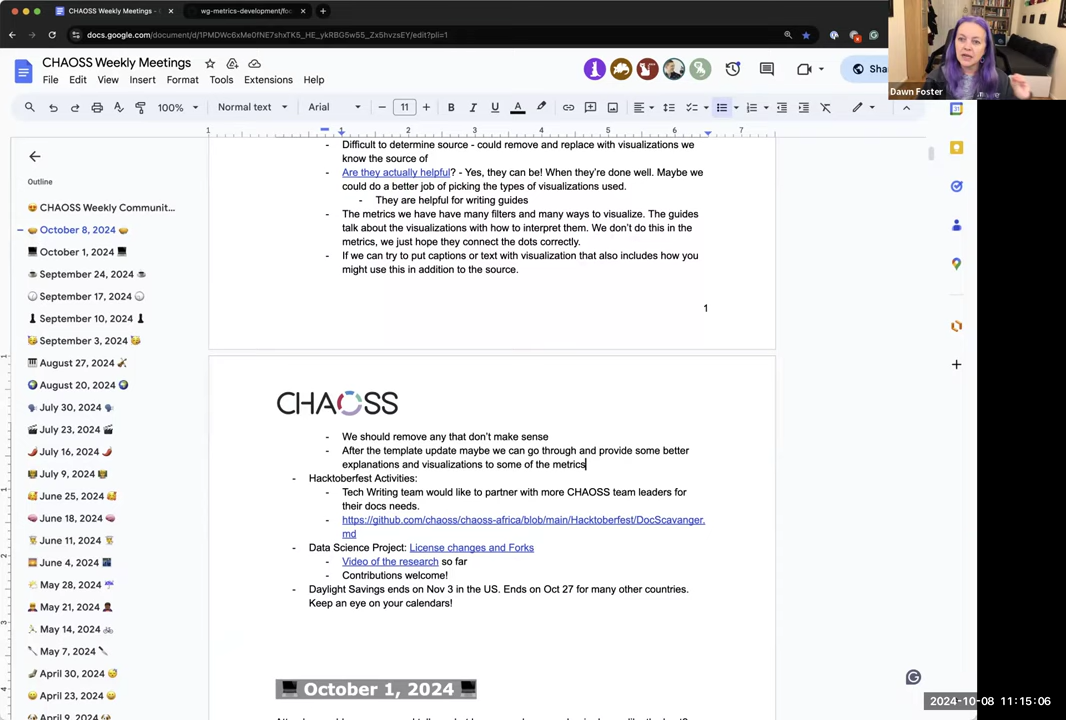 CHAOSS Weekly Meetings -
wg-metrics-development/foc
docs.google.com/document/d/1PMDWc6xMe0fNE7shxTK5_HE_ykRBG5w55_Zx5hvzsEY/edit?pli=1
CHAOSS Weekly Meetings
File Edit View Insert Format Tools Extensions Help
Sha
Dawn Foster
100% Normal text Arial 11
1 1 2 3 4 5 6 7
Outline
CHAOSS Weekly Communit...
October 8, 2024
October 1, 2024
September 24, 2024
September 17, 2024
September 10, 2024
September 3, 2024
August 27, 2024
August 20, 2024
July 30, 2024
July 23, 2024
July 16, 2024
July 9, 2024
June 25, 2024
June 18, 2024
June 11, 2024
June 4, 2024
May 28, 2024
May 21, 2024
May 14, 2024
May 7, 2024
April 30, 2024
April 23, 2024
April 9, 2024
- Difficult to determine source - could remove and replace with visualizations we
know the source of
- Are they actually helpful? - Yes, they can be! When they're done well. Maybe we
could do a better job of picking the types of visualizations used.
- They are helpful for writing guides
- The metrics we have have many filters and many ways to visualize. The guides
talk about the visualizations with how to interpret them. We don't do this in the
metrics, we just hope they connect the dots correctly.
- If we can try to put captions or text with visualization that also includes how you
might use this in addition to the source.
1
CHAOSS
- We should remove any that don't make sense
- After the template update maybe we can go through and provide some better
explanations and visualizations to some of the metrics
- Hacktoberfest Activities:
- Tech Writing team would like to partner with more CHAOSS team leaders for
their docs needs.
- https://github.com/chaoss/chaoss-africa/blob/main/Hacktoberfest/DocScavanger.
md
- Data Science Project: License changes and Forks
- Video of the research so far
- Contributions welcome!
- Daylight Savings ends on Nov 3 in the US. Ends on Oct 27 for many other countries.
Keep an eye on your calendars!
October 1, 2024
2024-10-08 11:15:06